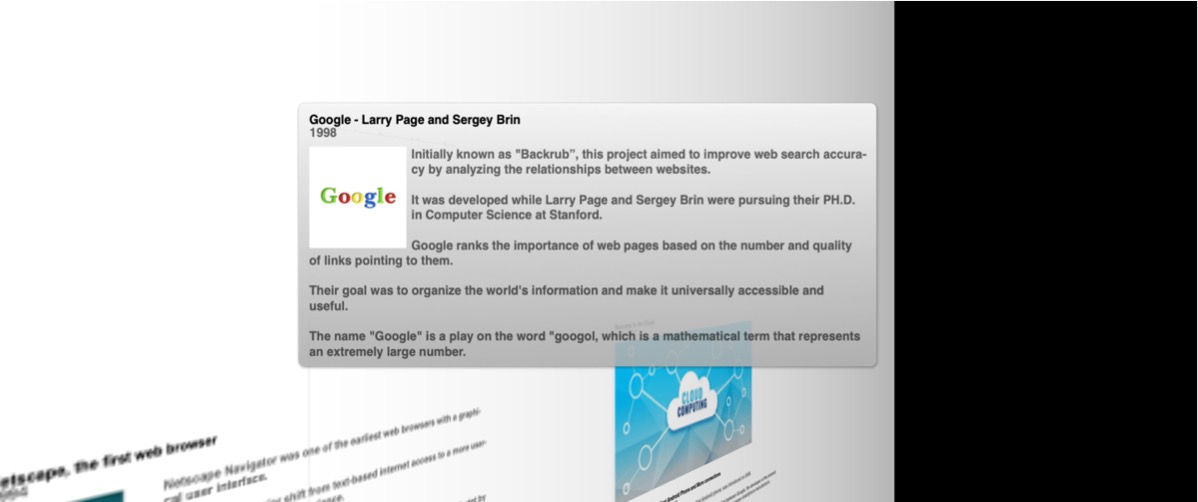 Google - Larry Page and Sergey Brin
1998
Initially known as "Backrub", this project aimed to improve web search accura-
cy by analyzing the relationships between websites.
Google
It was developed while Larry Page and Sergey Brin were pursuing their PH.D.
in Computer Science at Stanford.
Google ranks the importance of web pages based on the number and quality
of links pointing to them.
Their goal was to organize the world's information and make it universally accessible and
useful.
The name "Google" is a play on the word "googol, which is a mathematical term that represents
an extremely large number.
CLOUD
COMPUTING
etscape, the first web browser
Netscape Navigator was one of the earliest web browsers with a graphi-
cal user interface.
shift from text-based internet access to a more user-